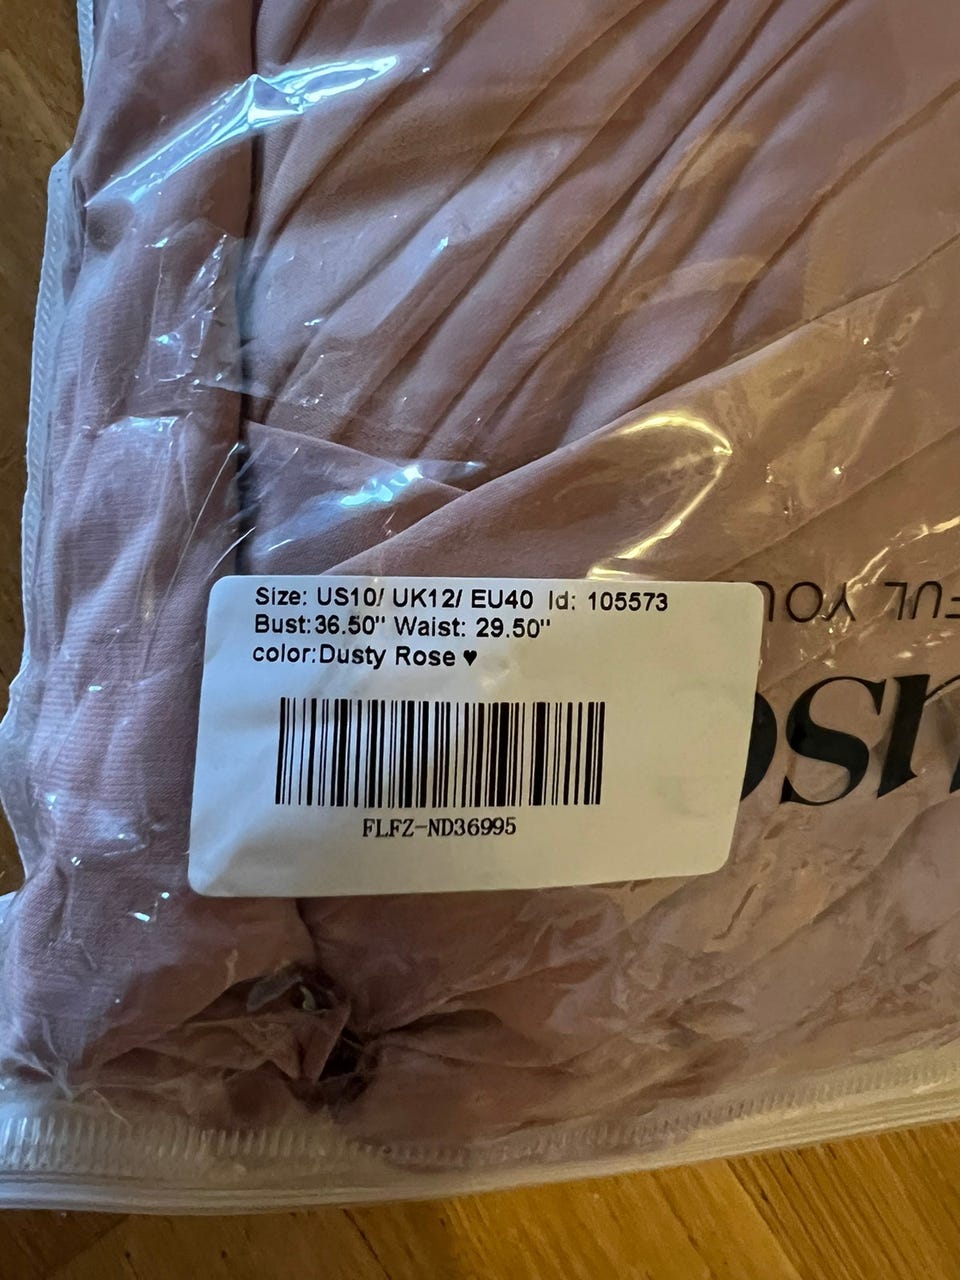 Size: US10/ UK12/ EU40 Id: 105573
Bust:36.50" Waist: 29.50"
color:Dusty Rose ♥
FLFZ-ND36995